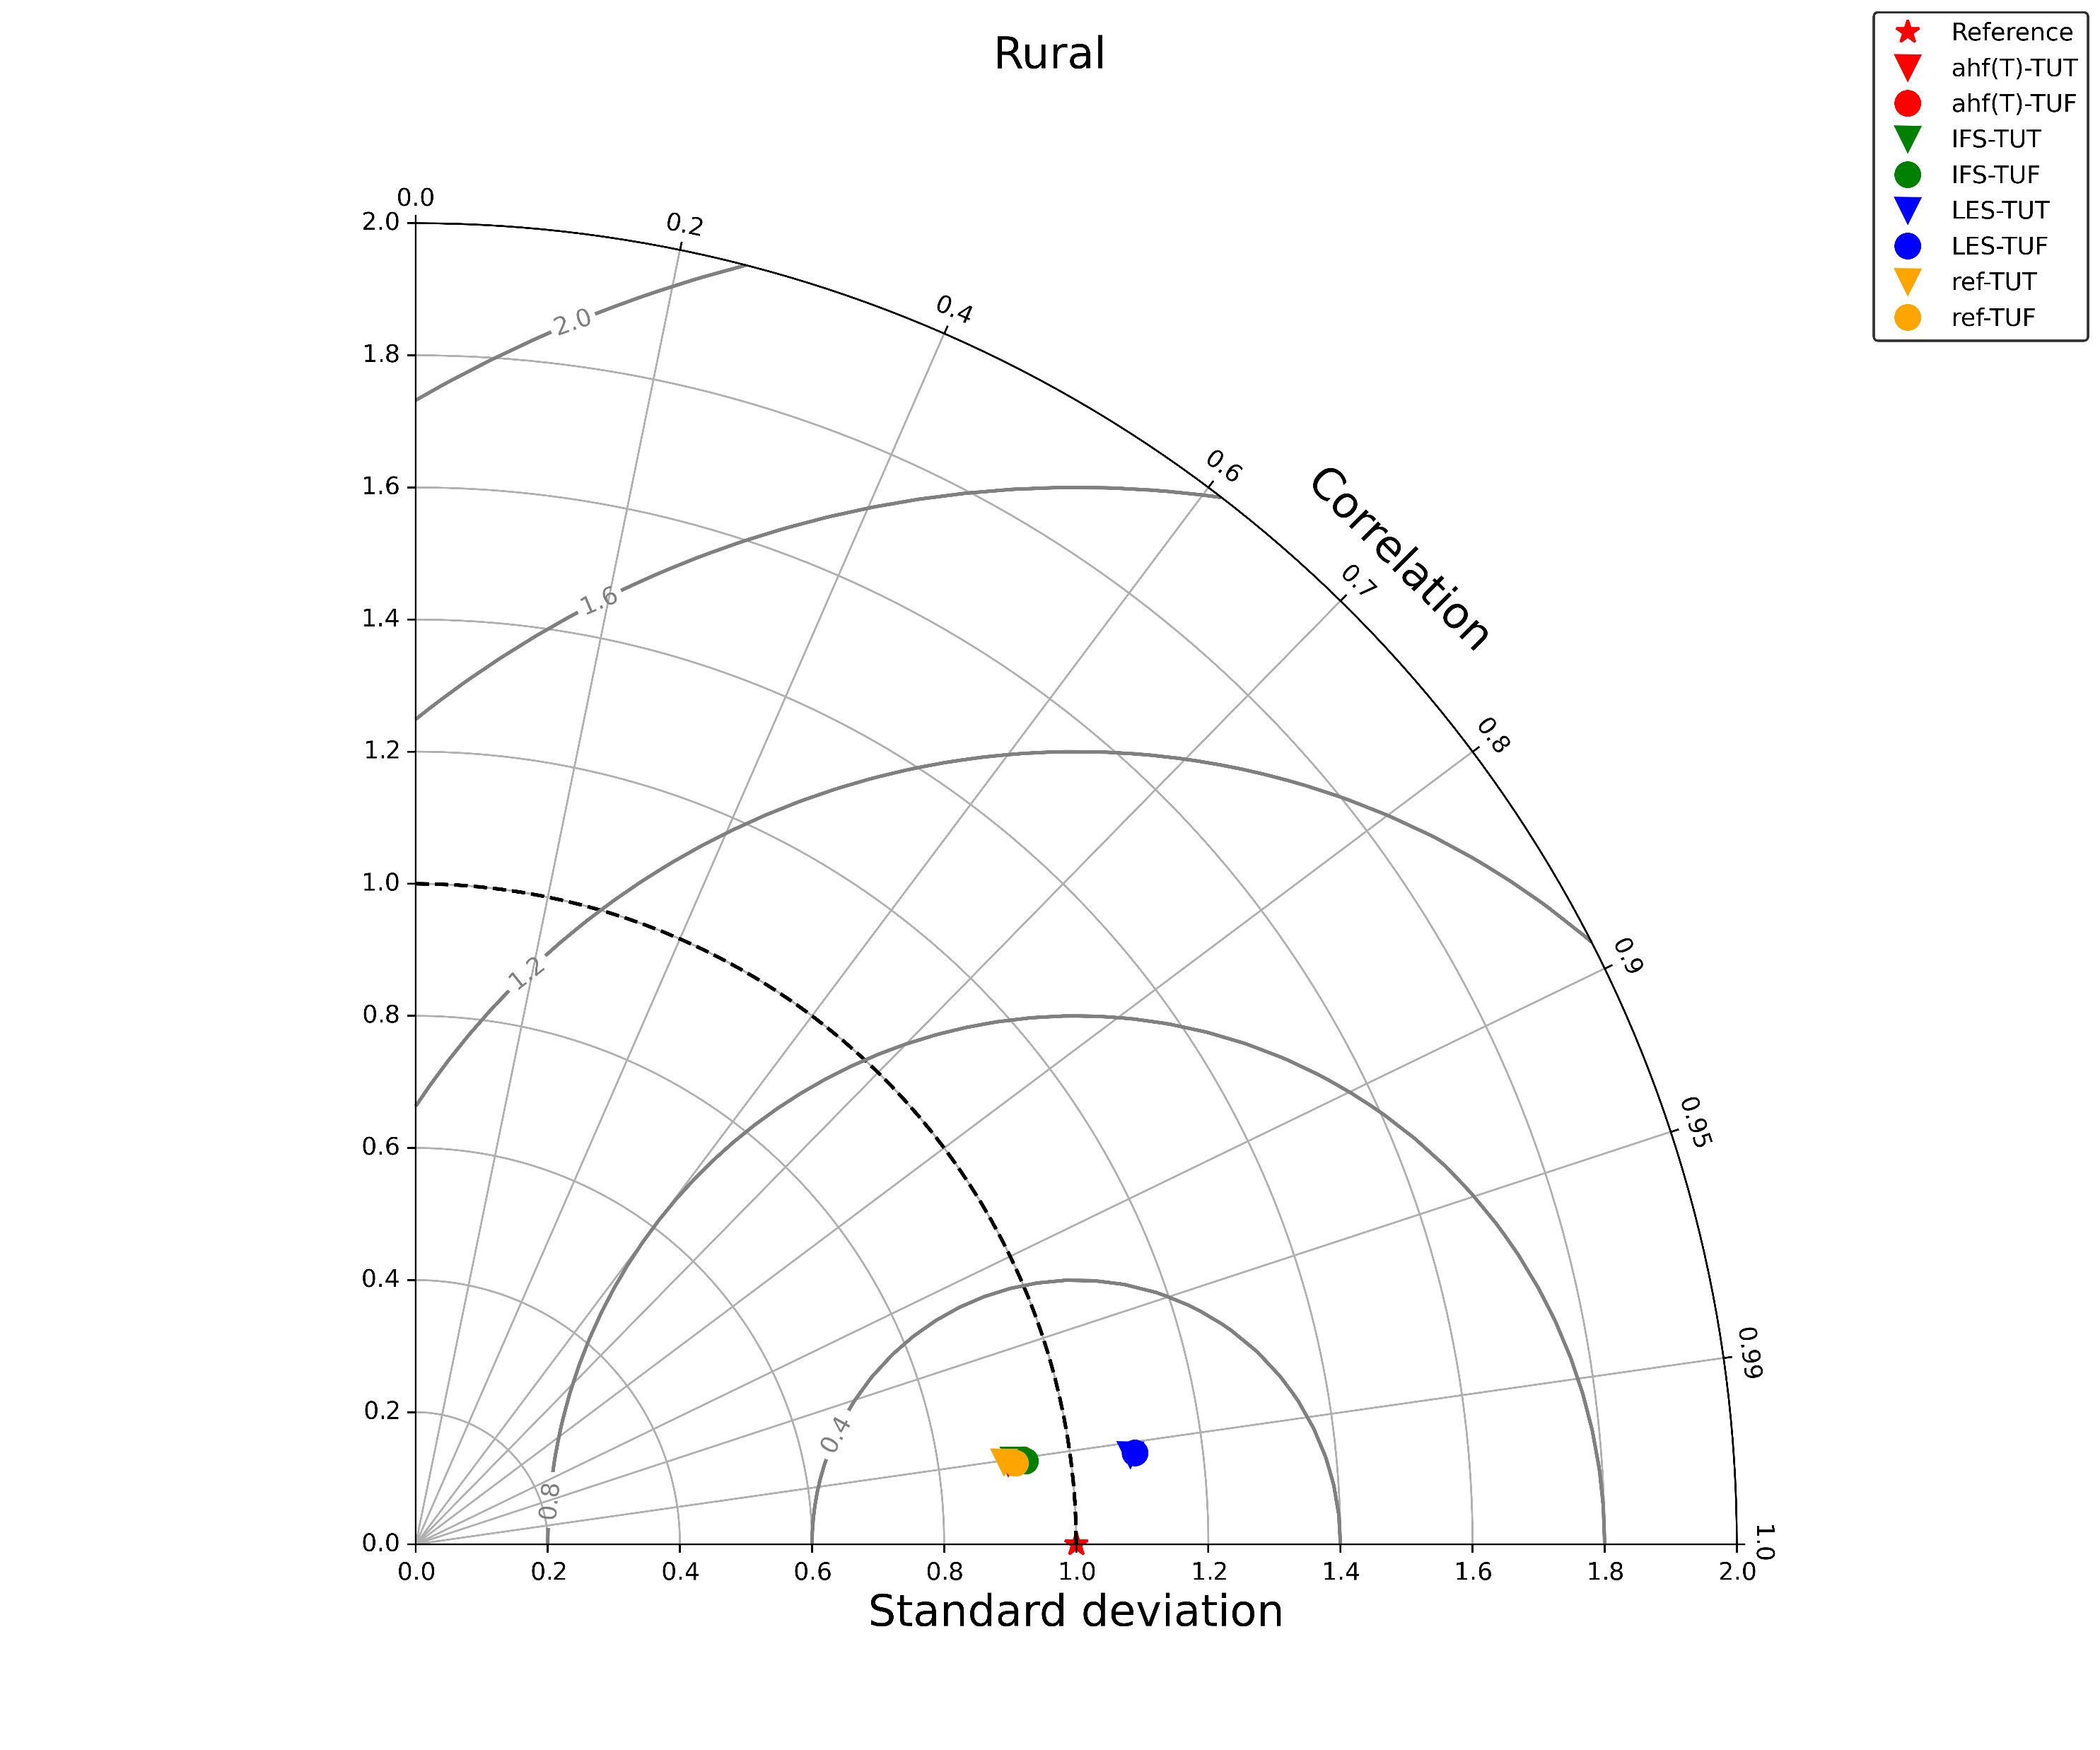 Rural
Reference
ahf(T)-TUT
ahf(T)-TUF
IFS-TUT
IFS-TUF
LES-TUT
LES-TUF
ref-TUT
ref-TUF
0.0
0.2
0.4
0.6
0.7
0.8
0.9
0.95
0.99
1.0
Correlation
2.0
1.8
1.6
1.4
1.2
1.0
0.8
0.6
0.4
0.2
0.0
2.0
1.6
1.2
0.8
0.4
0.0 0.2 0.4 0.6 0.8 1.0 1.2 1.4 1.6 1.8 2.0
Standard deviation